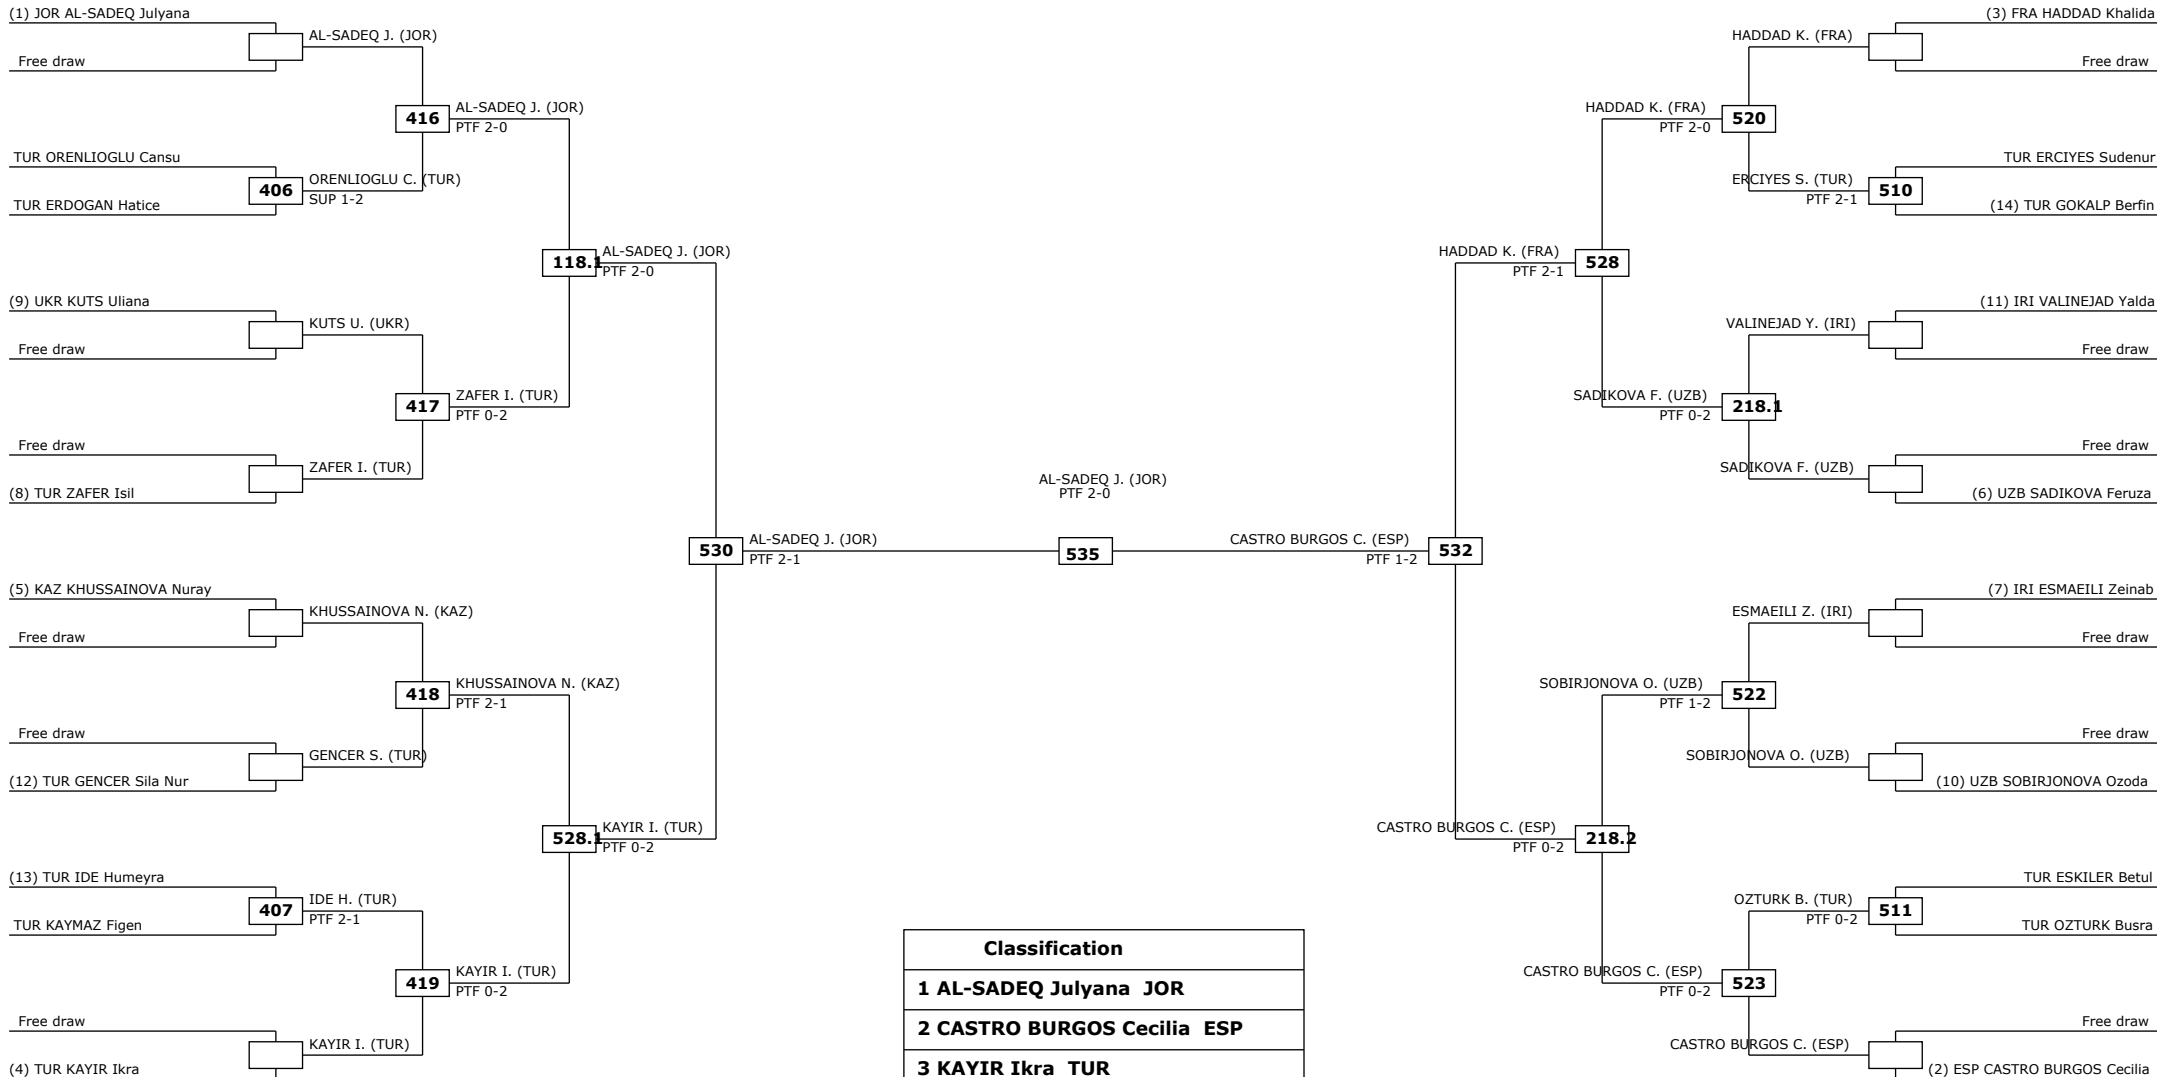 (1) JOR AL-SADEQ Julyana
AL-SADEQ J. (JOR)
Free draw
416
AL-SADEQ J. (JOR)
PTF 2-0
TUR ORENLIOGLU Cansu
406
ORENLIOGLU C. (TUR)
SUP 1-2
TUR ERDOGAN Hatice
118.1
AL-SADEQ J. (JOR)
PTF 2-0
(9) UKR KUTS Uliana
KUTS U. (UKR)
Free draw
417
ZAFER I. (TUR)
PTF 0-2
Free draw
ZAFER I. (TUR)
(8) TUR ZAFER Isil
530
AL-SADEQ J. (JOR)
PTF 2-1
(5) KAZ KHUSSAINOVA Nuray
KHUSSAINOVA N. (KAZ)
Free draw
418
KHUSSAINOVA N. (KAZ)
PTF 2-1
Free draw
GENCER S. (TUR)
(12) TUR GENCER Sila Nur
528.1
KAYIR I. (TUR)
PTF 0-2
(13) TUR IDE Humeyra
407
IDE H. (TUR)
PTF 2-1
TUR KAYMAZ Figen
419
KAYIR I. (TUR)
PTF 0-2
Free draw
KAYIR I. (TUR)
(4) TUR KAYIR Ikra
AL-SADEQ J. (JOR)
PTF 2-0
535
Classification
1 AL-SADEQ Julyana JOR
2 CASTRO BURGOS Cecilia ESP
3 KAYIR Ikra TUR
(3) FRA HADDAD Khalida
HADDAD K. (FRA)
Free draw
HADDAD K. (FRA)
PTF 2-0
520
TUR ERCIYES Sudenur
ERCIYES S. (TUR)
PTF 2-1
510
(14) TUR GOKALP Berfin
HADDAD K. (FRA)
PTF 2-1
528
(11) IRI VALINEJAD Yalda
VALINEJAD Y. (IRI)
Free draw
SADIKOVA F. (UZB)
PTF 0-2
218.1
Free draw
SADIKOVA F. (UZB)
(6) UZB SADIKOVA Feruza
CASTRO BURGOS C. (ESP)
PTF 1-2
532
(7) IRI ESMAEILI Zeinab
ESMAEILI Z. (IRI)
Free draw
SOBIRJONOVA O. (UZB)
PTF 1-2
522
Free draw
SOBIRJONOVA O. (UZB)
(10) UZB SOBIRJONOVA Ozoda
CASTRO BURGOS C. (ESP)
PTF 0-2
218.2
TUR ESKILER Betul
OZTURK B. (TUR)
PTF 0-2
511
TUR OZTURK Busra
CASTRO BURGOS C. (ESP)
PTF 0-2
523
Free draw
CASTRO BURGOS C. (ESP)
(2) ESP CASTRO BURGOS Cecilia